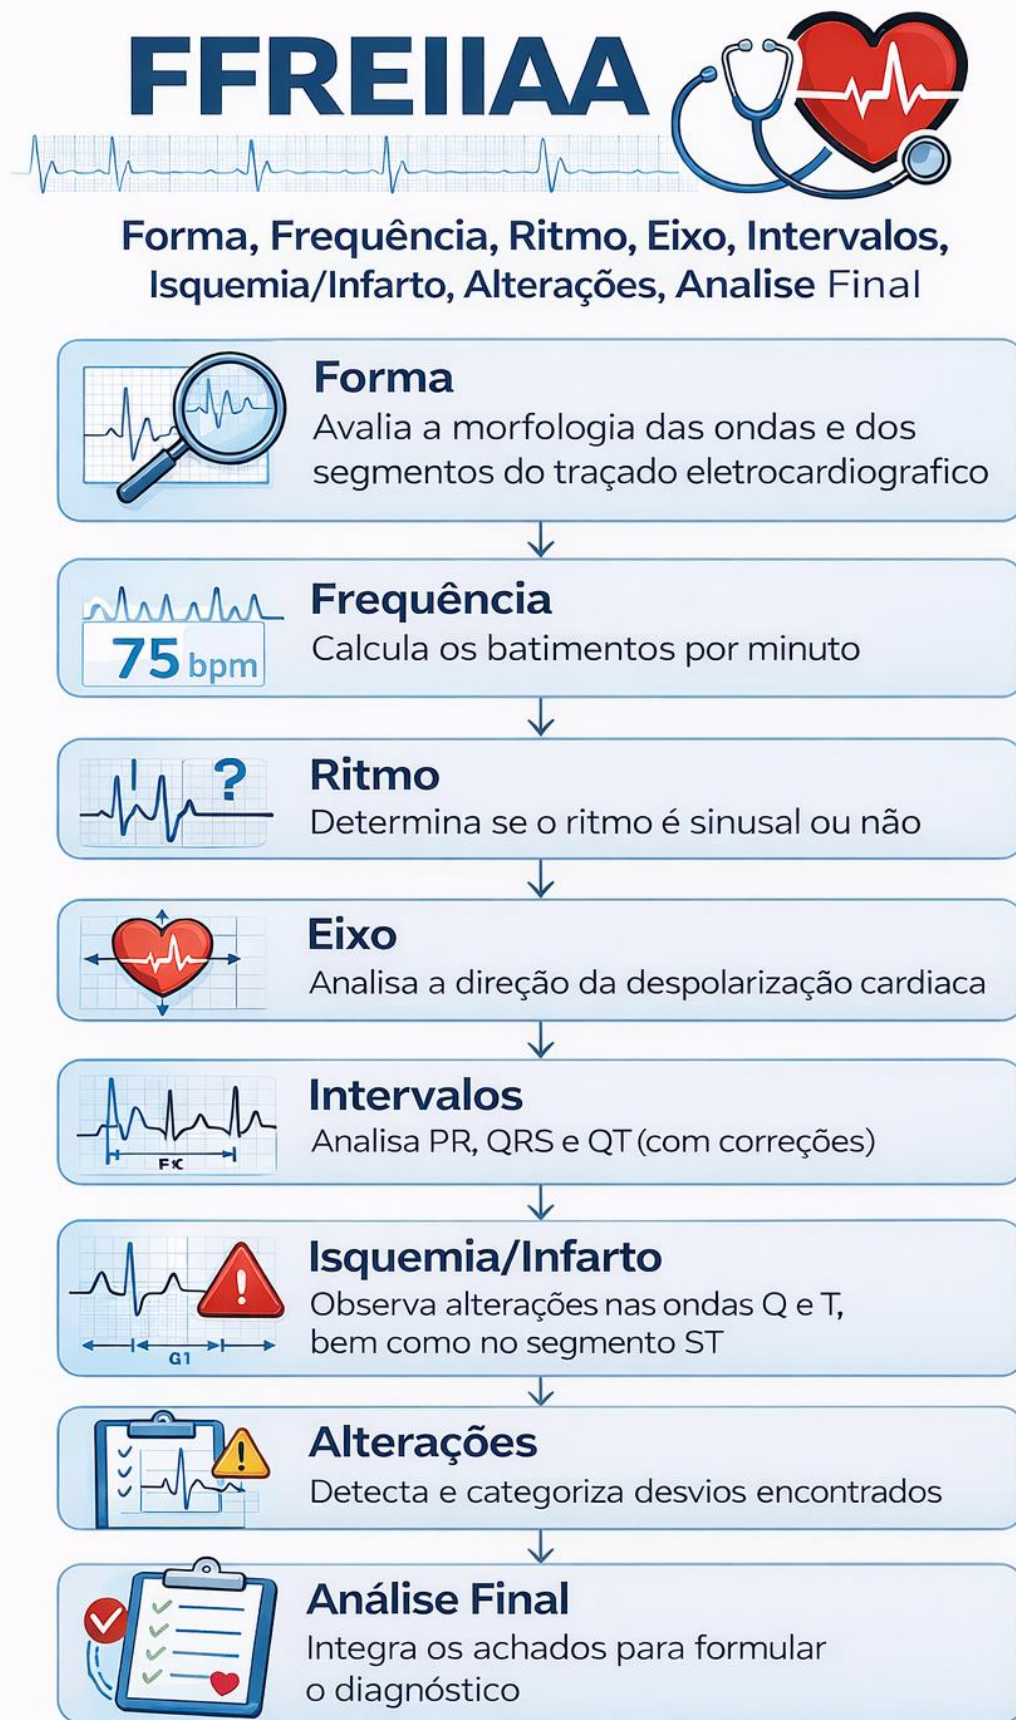 FFREIIAA
Forma, Frequência, Ritmo, Eixo, Intervalos,
Isquemia/Infarto, Alterações, Analise Final
Forma
Avalia a morfologia das ondas e dos
segmentos do traçado eletrocardiografico
75 bpm
Frequência
Calcula os batimentos por minuto
?
Ritmo
Determina se o ritmo é sinusal ou não
Eixo
Analisa a direção da despolarização cardiaca
Intervalos
Analisa PR, QRS e QT (com correções)
!
G1
Isquemia/Infarto
Observa alterações nas ondas Q e T,
bem como no segmento ST
!
Alterações
Detecta e categoriza desvios encontrados
Análise Final
Integra os achados para formular
o diagnóstico